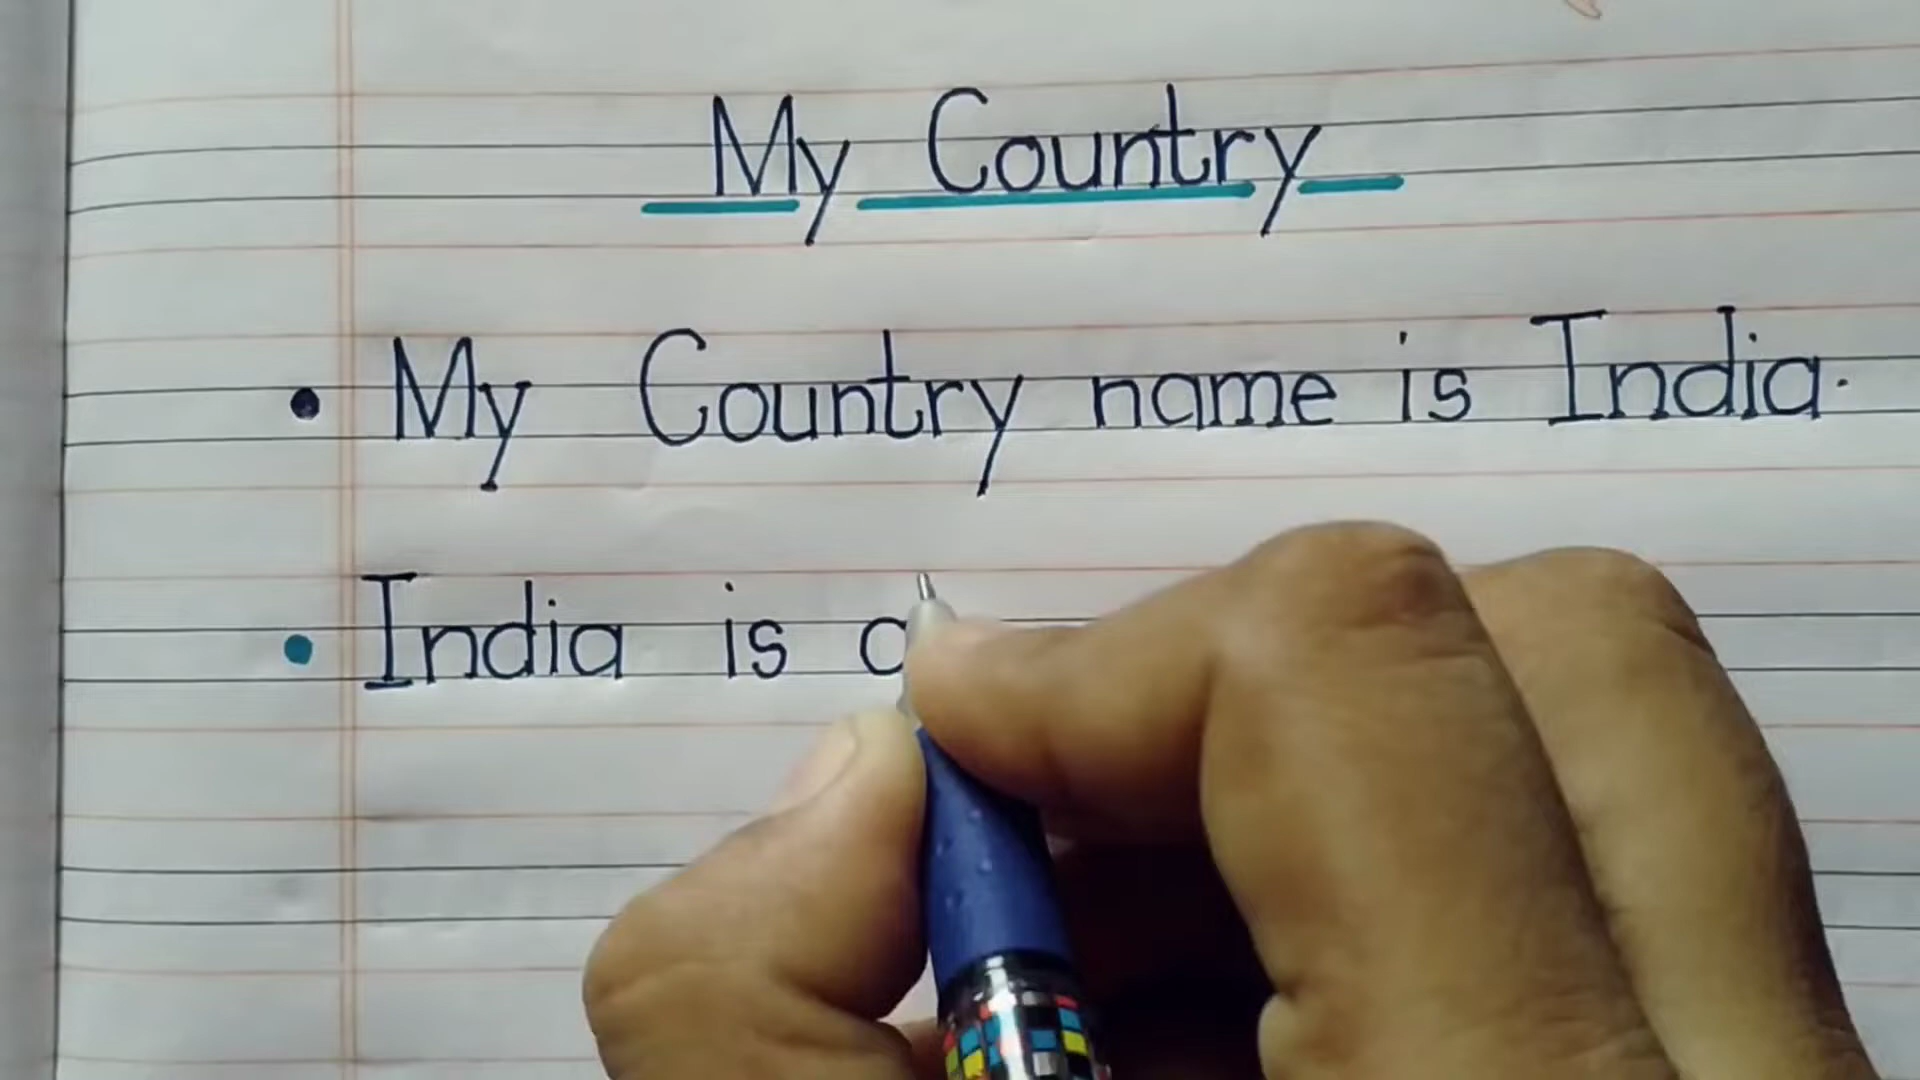 My Country
• My Country name is India.
• India is a